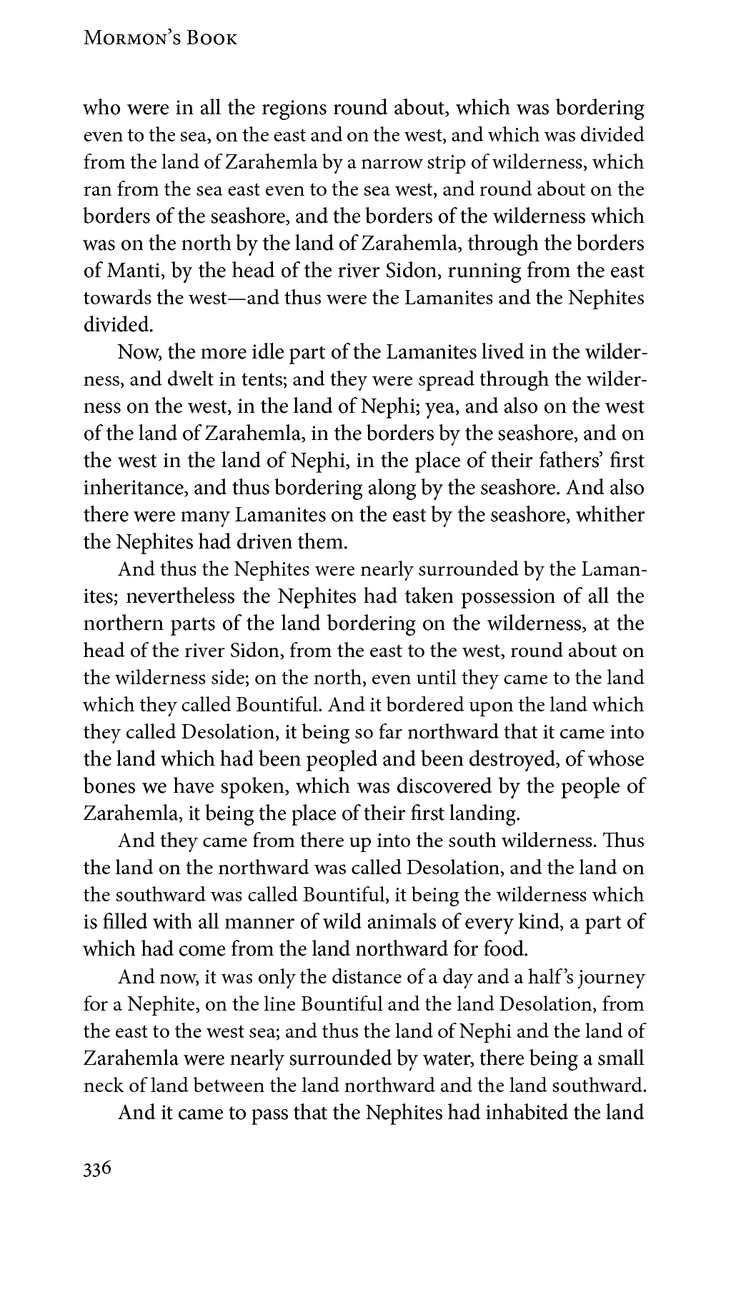 Mormon's Book
who were in all the regions round about, which was bordering
even to the sea, on the east and on the west, and which was divided
from the land of Zarahemla by a narrow strip of wilderness, which
ran from the sea east even to the sea west, and round about on the
borders of the seashore, and the borders of the wilderness which
was on the north by the land of Zarahemla, through the borders
of Manti, by the head of the river Sidon, running from the east
towards the west—and thus were the Lamanites and the Nephites
divided.
Now, the more idle part of the Lamanites lived in the wilder-
ness, and dwelt in tents; and they were spread through the wilder-
ness on the west, in the land of Nephi; yea, and also on the west
of the land of Zarahemla, in the borders by the seashore, and on
the west in the land of Nephi, in the place of their fathers’ first
inheritance, and thus bordering along by the seashore. And also
there were many Lamanites on the east by the seashore, whither
the Nephites had driven them.
And thus the Nephites were nearly surrounded by the Laman-
ites; nevertheless the Nephites had taken possession of all the
northern parts of the land bordering on the wilderness, at the
head of the river Sidon, from the east to the west, round about on
the wilderness side; on the north, even until they came to the land
which they called Bountiful. And it bordered upon the land which
they called Desolation, it being so far northward that it came into
the land which had been peopled and been destroyed, of whose
bones we have spoken, which was discovered by the people of
Zarahemla, it being the place of their first landing.
And they came from there up into the south wilderness. Thus
the land on the northward was called Desolation, and the land on
the southward was called Bountiful, it being the wilderness which
is filled with all manner of wild animals of every kind, a part of
which had come from the land northward for food.
And now, it was only the distance of a day and a half’s journey
for a Nephite, on the line Bountiful and the land Desolation, from
the east to the west sea; and thus the land of Nephi and the land of
Zarahemla were nearly surrounded by water, there being a small
neck of land between the land northward and the land southward.
And it came to pass that the Nephites had inhabited the land
336